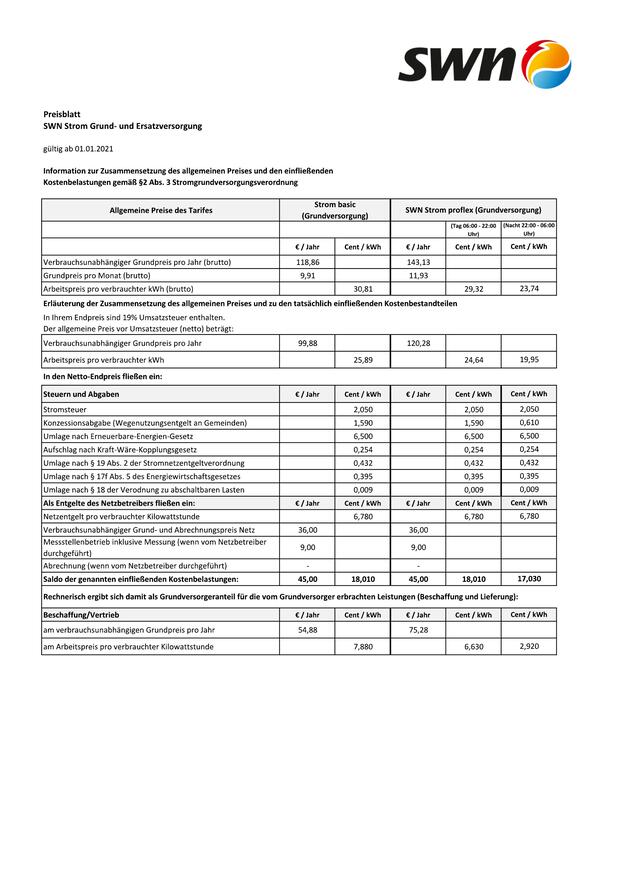 swn
Preisblatt
SWN Strom Grund- und Ersatzversorgung
gültig ab 01.01.2021
Information zur Zusammensetzung des allgemeinen Preises und den einfließenden
Kostenbelastungen gemäß §2 Abs. 3 Stromgrundversorgungsverordnung
Allgemeine Preise des Tarifes Strom basic (Grundversorgung) SWN Strom proflex (Grundversorgung)
(Tag 06:00 - 22:00 Uhr) (Nacht 22:00 - 06:00 Uhr)
€ / Jahr Cent / kWh € / Jahr Cent / kWh Cent / kWh
Verbrauchsunabhängiger Grundpreis pro Jahr (brutto) 118,86 143,13
Grundpreis pro Monat (brutto) 9,91 11,93
Arbeitspreis pro verbrauchter kWh (brutto) 30,81 29,32 23,74
Erläuterung der Zusammensetzung des allgemeinen Preises und zu den tatsächlich einfließenden Kostenbestandteilen
In Ihrem Endpreis sind 19% Umsatzsteuer enthalten.
Der allgemeine Preis vor Umsatzsteuer (netto) beträgt:
Verbrauchsunabhängiger Grundpreis pro Jahr 99,88 120,28
Arbeitspreis pro verbrauchter kWh 25,89 24,64 19,95
In den Netto-Endpreis fließen ein:
Steuern und Abgaben € / Jahr Cent / kWh € / Jahr Cent / kWh Cent / kWh
Stromsteuer 2,050 2,050 2,050
Konzessionsabgabe (Wegenutzungsentgelt an Gemeinden) 1,590 1,590 0,610
Umlage nach Erneuerbare-Energien-Gesetz 6,500 6,500 6,500
Aufschlag nach Kraft-Wäre-Kopplungsgesetz 0,254 0,254 0,254
Umlage nach § 19 Abs. 2 der Stromnetzentgeltverordnung 0,432 0,432 0,432
Umlage nach § 17f Abs. 5 des Energiewirtschaftsgesetzes 0,395 0,395 0,395
Umlage nach § 18 der Verodnung zu abschaltbaren Lasten 0,009 0,009 0,009
Als Entgelte des Netzbetreibers fließen ein: € / Jahr Cent / kWh € / Jahr Cent / kWh Cent / kWh
Netzentgelt pro verbrauchter Kilowattstunde 6,780 6,780 6,780
Verbrauchsunabhängiger Grund- und Abrechnungspreis Netz 36,00 36,00
Messstellenbetrieb inklusive Messung (wenn vom Netzbetreiber
durchgeführt) 9,00 9,00
Abrechnung (wenn vom Netzbetreiber durchgeführt) - -
Saldo der genannten einfließenden Kostenbelastungen: 45,00 18,010 45,00 18,010 17,030
Rechnerisch ergibt sich damit als Grundversorgeranteil für die vom Grundversorger erbrachten Leistungen (Beschaffung und Lieferung):
Beschaffung/Vertrieb € / Jahr Cent / kWh € / Jahr Cent / kWh Cent / kWh
am verbrauchsunabhängigen Grundpreis pro Jahr 54,88 75,28
am Arbeitspreis pro verbrauchter Kilowattstunde 7,880 6,630 2,920